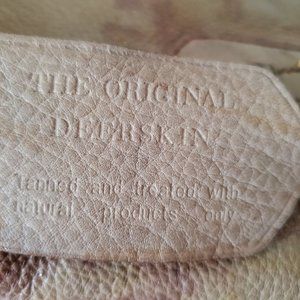 THE ORIGINAL
DEERSKIN
tanned and treated with
natural products only